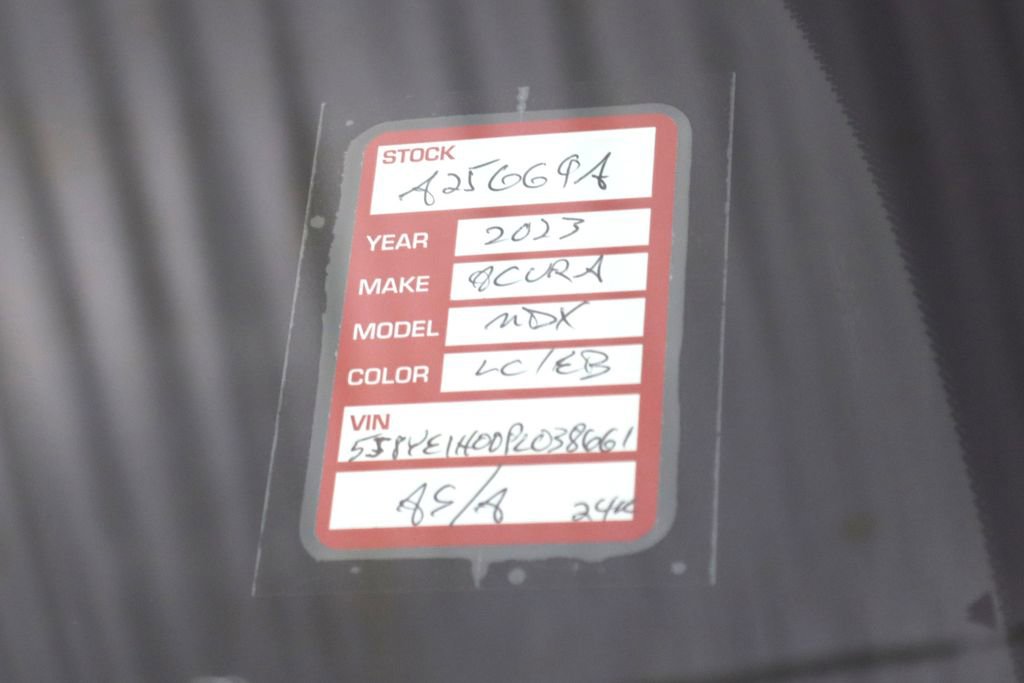 STOCK
A25669A
YEAR 2023
MAKE ACURA
MODEL MDX
COLOR LC/EB
VIN
5J8YE1H00PL038661
AS/A 24K